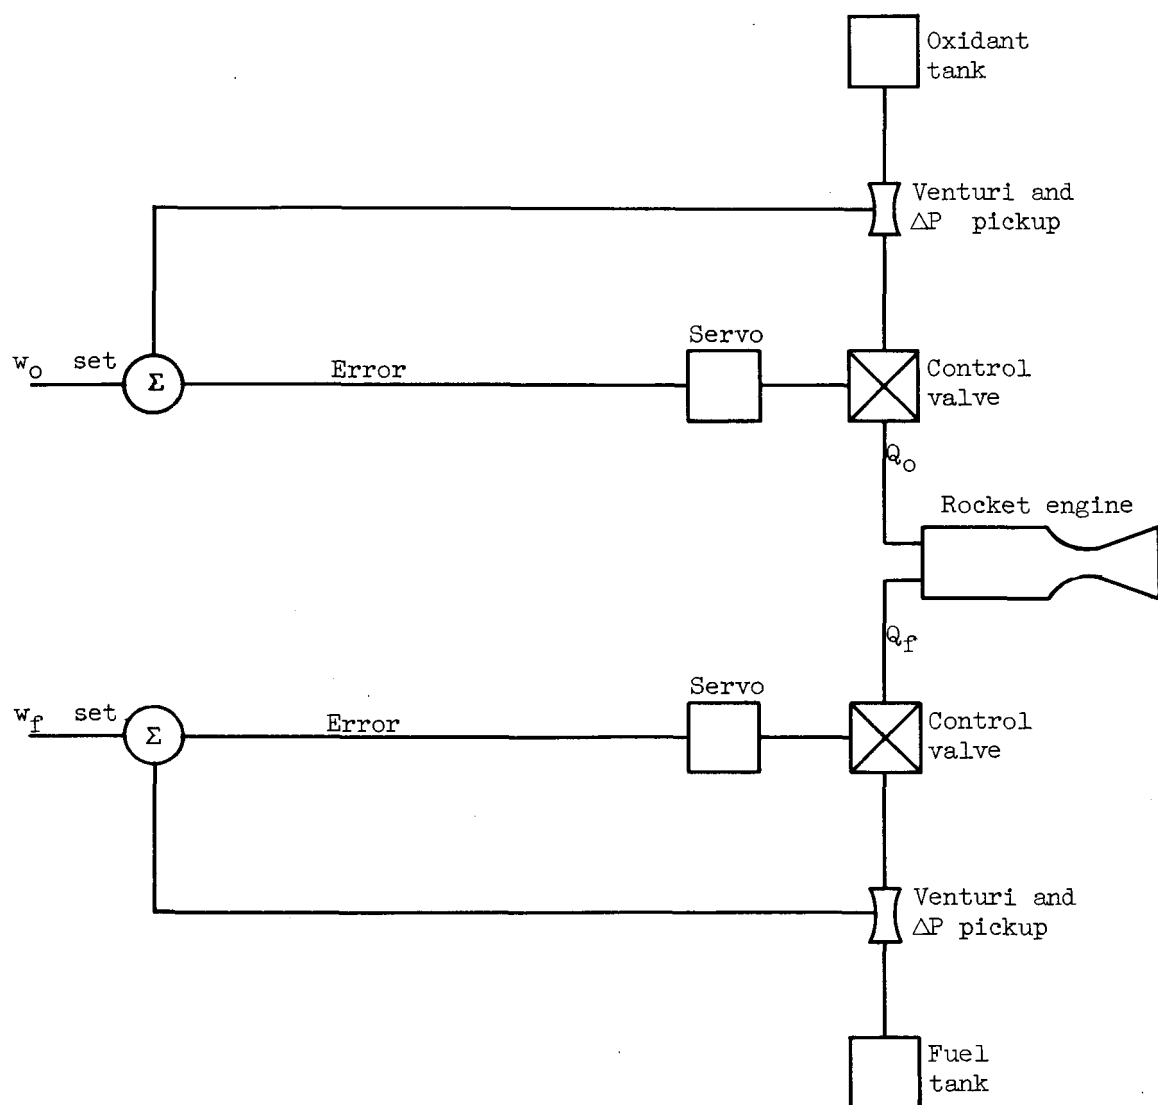 Oxidant
tank
Venturi and
ΔP pickup
Servo
w_o set
Σ
Error
Control
valve
Q_o
Rocket engine
Q_f
Servo
w_f set
Σ
Error
Control
valve
Venturi and
ΔP pickup
Fuel
tank